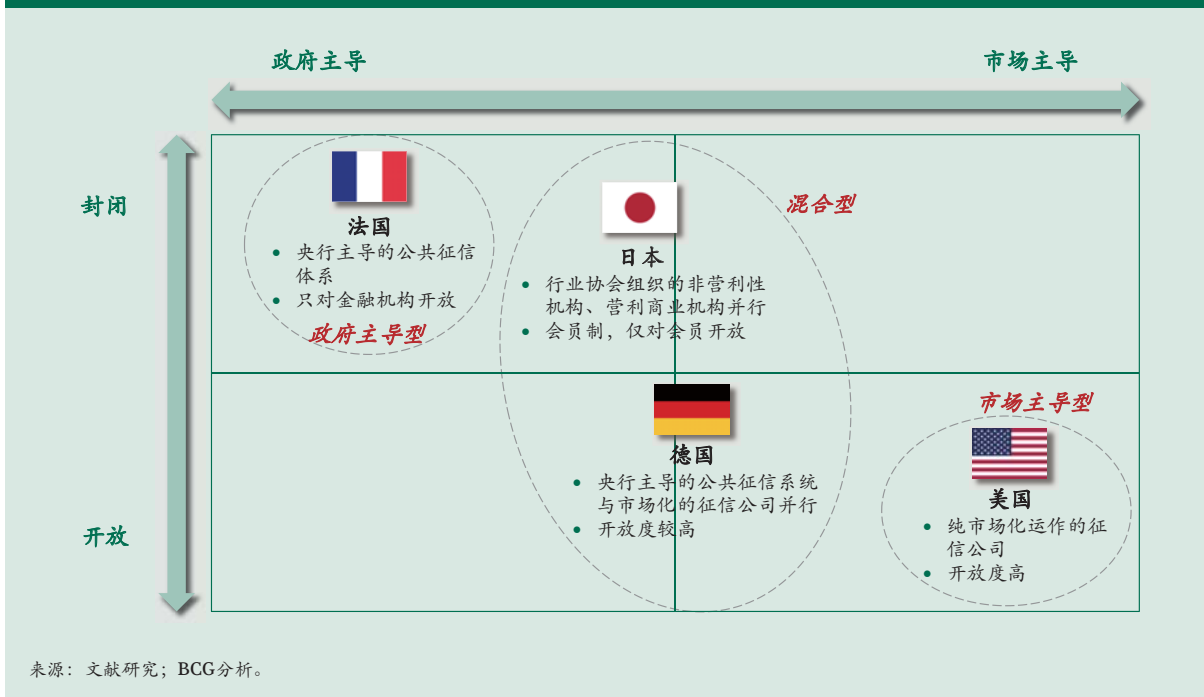 政府主导
市场主导
封闭
开放
法国
• 央行主导的公共征信
体系
• 只对金融机构开放
政府主导型
日本
• 行业协会组织的非营利性
机构、营利商业机构并行
• 会员制，仅对会员开放
混合型
德国
• 央行主导的公共征信系统
与市场化的征信公司并行
• 开放度较高
市场主导型
美国
• 纯市场化运作的征
信公司
• 开放度高
来源：文献研究；BCG分析。